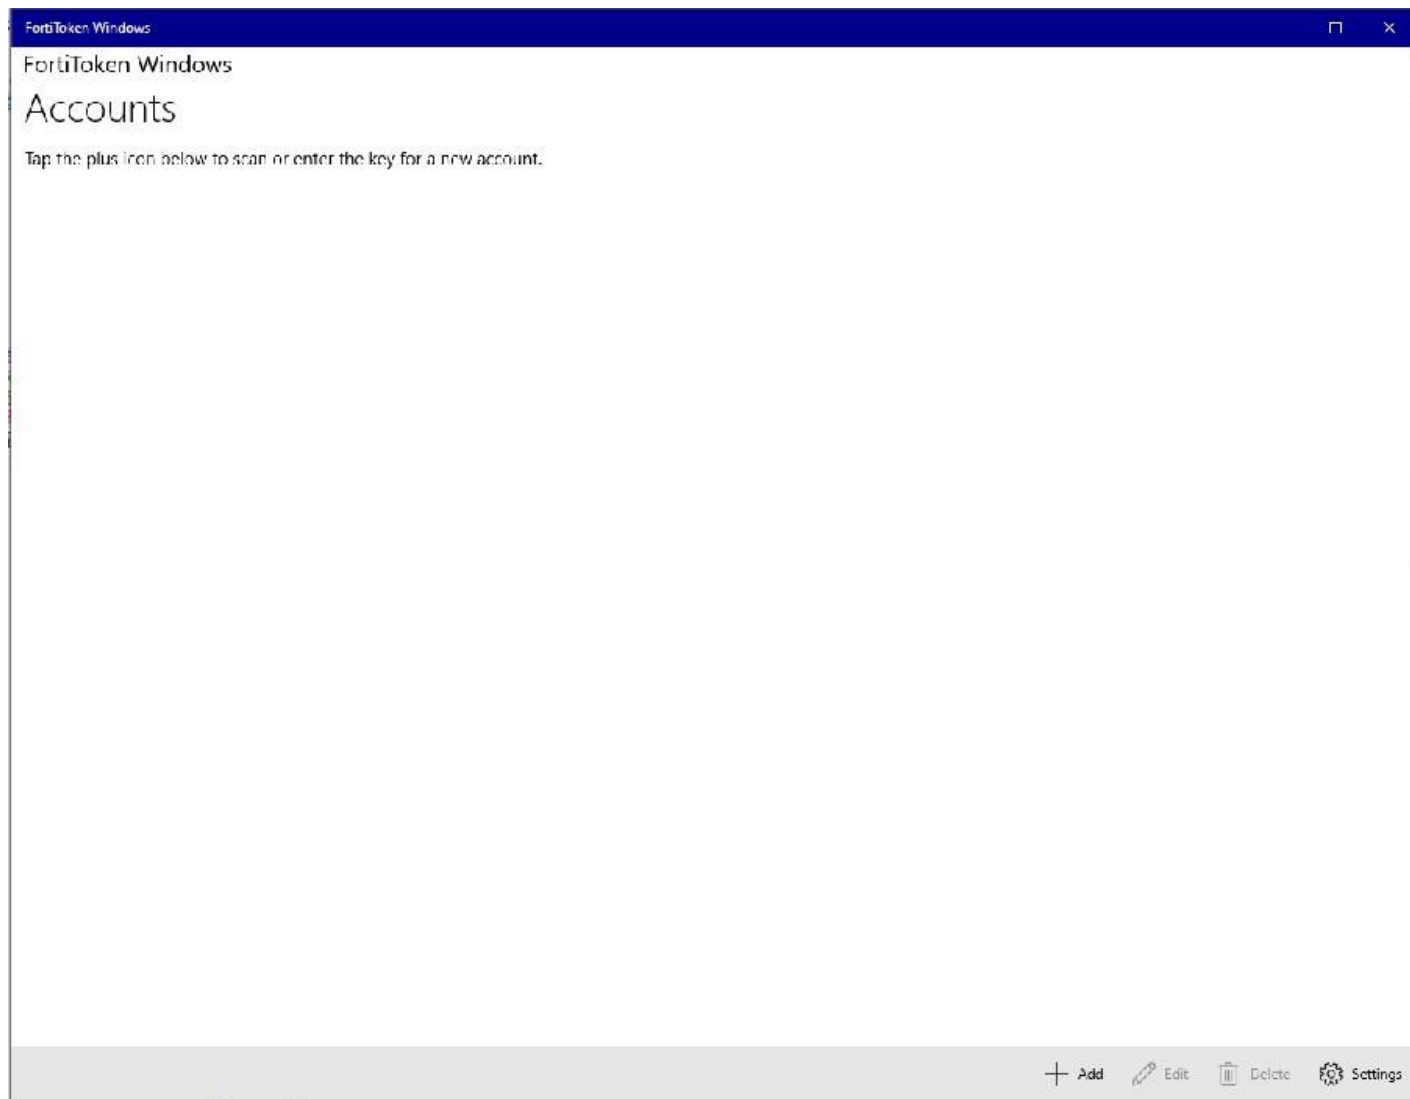 FortiToken Windows
FortiToken Windows
Accounts
Tap the plus icon below to scan or enter the key for a new account.
Add Edit Delete Settings